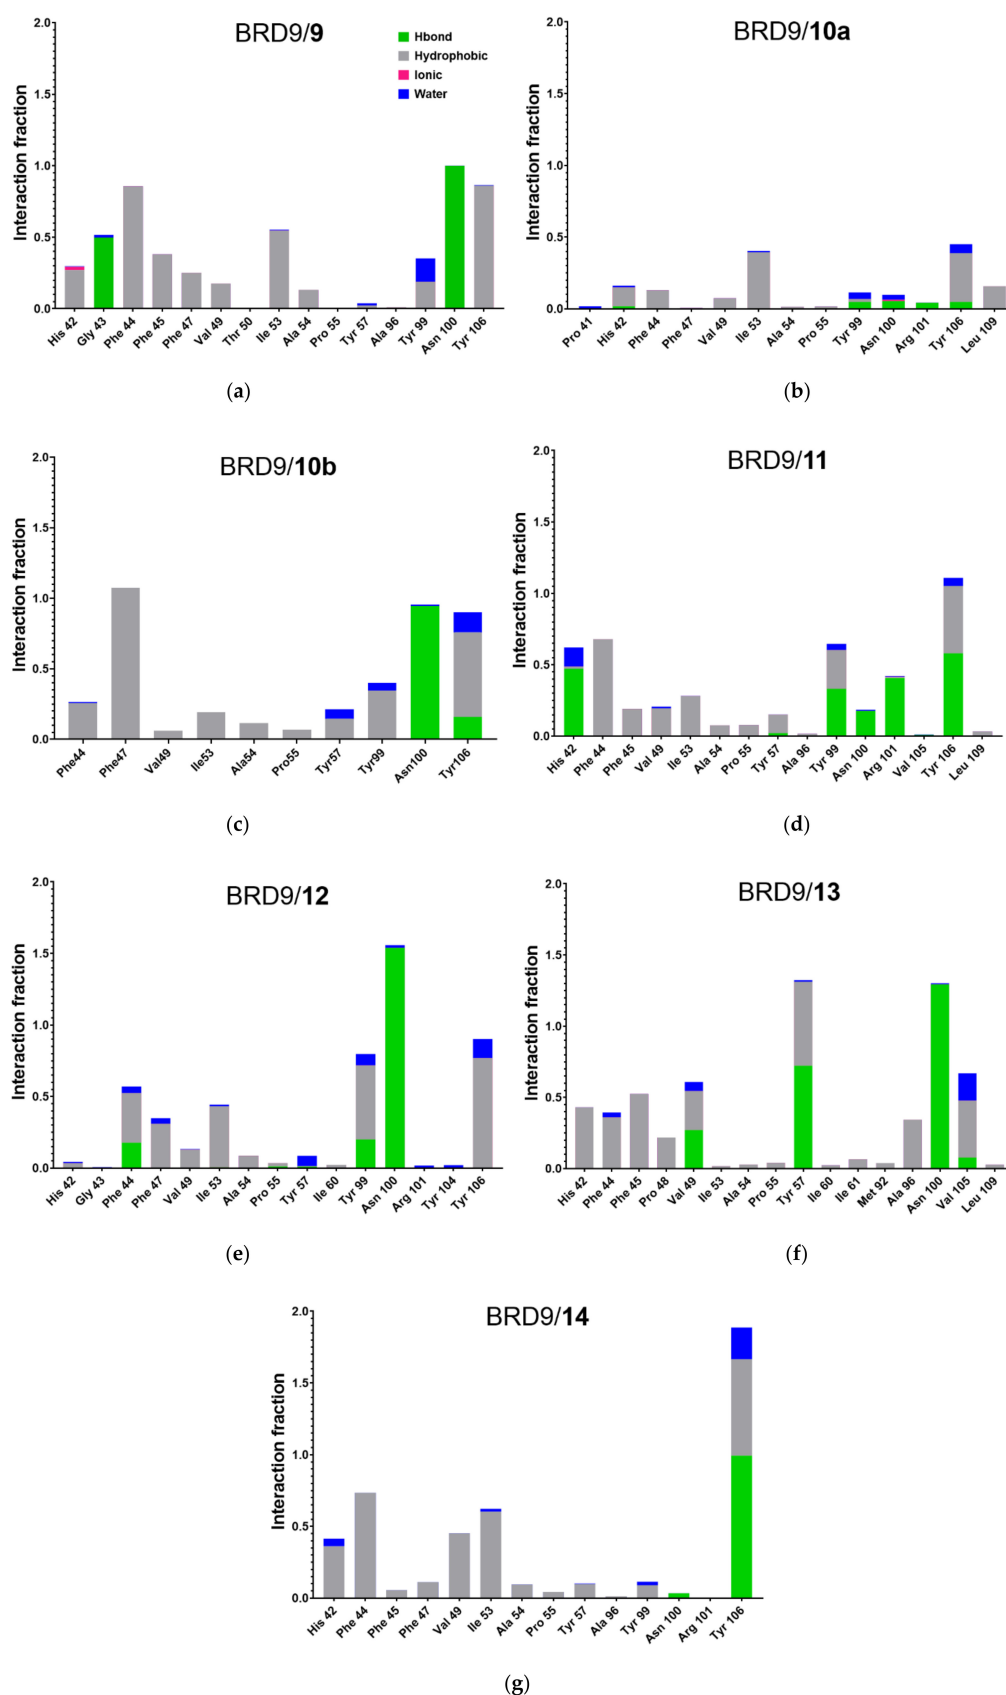 BRD9/9
Hbond
Hydrophobic
Ionic
Water
Interaction fraction
2.0
1.5
1.0
0.5
0.0
His 42 Gly 43 Phe 44 Phe 45 Phe 47 Val 49 Thr 50 Ile 53 Ala 54 Pro 55 Tyr 57 Ala 96 Tyr 99 Asn 100 Tyr 106
(a)
BRD9/10a
Interaction fraction
2.0
1.5
1.0
0.5
0.0
Pro 41 His 42 Phe 44 Phe 47 Val 49 Ile 53 Ala 54 Pro 55 Tyr 99 Asn 100 Arg 101 Tyr 106 Leu 109
(b)
BRD9/10b
Interaction fraction
2.0
1.5
1.0
0.5
0.0
Phe44 Phe47 Val49 Ile53 Ala54 Pro55 Tyr57 Tyr99 Asn100 Tyr106
(c)
BRD9/11
Interaction fraction
2.0
1.5
1.0
0.5
0.0
His 42 Phe 44 Phe 45 Val 49 Ile 53 Ala 54 Pro 55 Tyr 57 Ala 96 Tyr 99 Asn 100 Arg 101 Val 105 Tyr 106 Leu 109
(d)
BRD9/12
Interaction fraction
2.0
1.5
1.0
0.5
0.0
His 42 Gly 43 Phe 44 Phe 47 Val 49 Ile 53 Ala 54 Pro 55 Tyr 57 Ile 60 Tyr 99 Asn 100 Arg 101 Tyr 104 Tyr 106
(e)
BRD9/13
Interaction fraction
2.0
1.5
1.0
0.5
0.0
His 42 Phe 44 Phe 45 Pro 48 Val 49 Ile 53 Ala 54 Pro 55 Tyr 57 Ile 60 Ile 61 Met 92 Ala 96 Asn 100 Val 105 Leu 109
(f)
BRD9/14
Interaction fraction
2.0
1.5
1.0
0.5
0.0
His 42 Phe 44 Phe 45 Phe 47 Val 49 Ile 53 Ala 54 Pro 55 Tyr 57 Ala 96 Tyr 99 Asn 100 Arg 101 Tyr 106
(g)